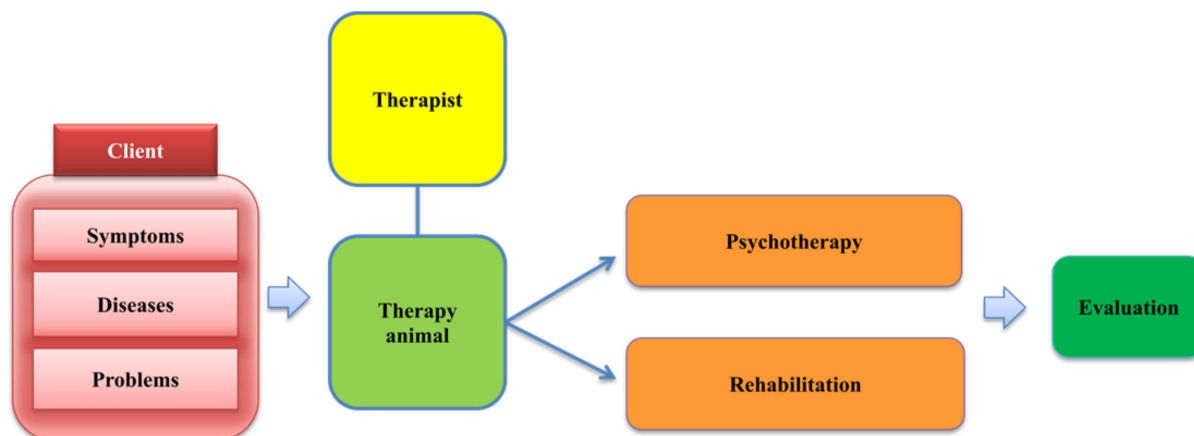 Client
Symptoms
Diseases
Problems
Therapist
Therapy
animal
Psychotherapy
Rehabilitation
Evaluation